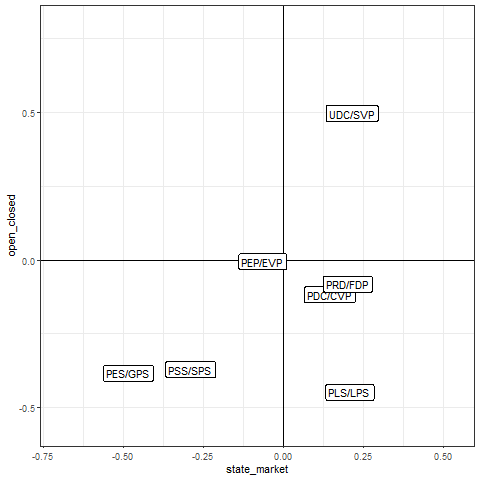 UDC/SVP
0.5
open_closed
0.0
PEP/EVP
PRD/FDP
PDC/CVP
PES/GPS
PSS/SPS
PLS/LPS
-0.5
-0.75
-0.50
-0.25
0.00
0.25
0.50
state_market